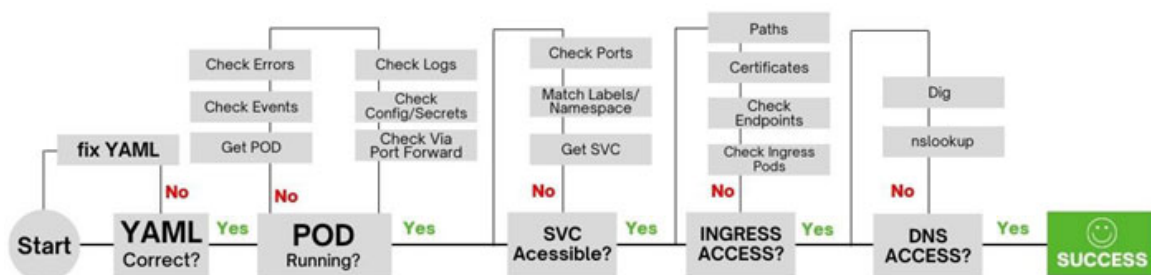 Paths
Check Errors
Check Logs
Check Ports
Certificates
Check Events
Check
Config/Secrets
Match Labels/
Namespace
Check
Endpoints
Dig
fix YAML
Get POD
Check Via
Port Forward
Get SVC
Check Ingress
Pods
nslookup
No
No
No
No
No
Start
YAML
Correct?
Yes
POD
Running?
Yes
SVC
Acessible?
Yes
INGRESS
ACCESS?
Yes
DNS
ACCESS?
Yes
SUCCESS